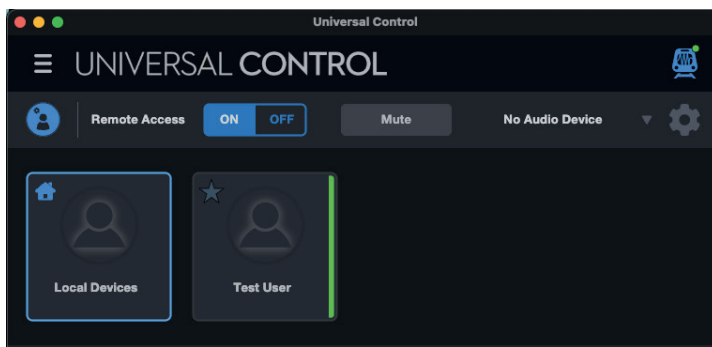 Universal Control
UNIVERSAL CONTROL
Remote Access ON OFF Mute No Audio Device
Local Devices Test User